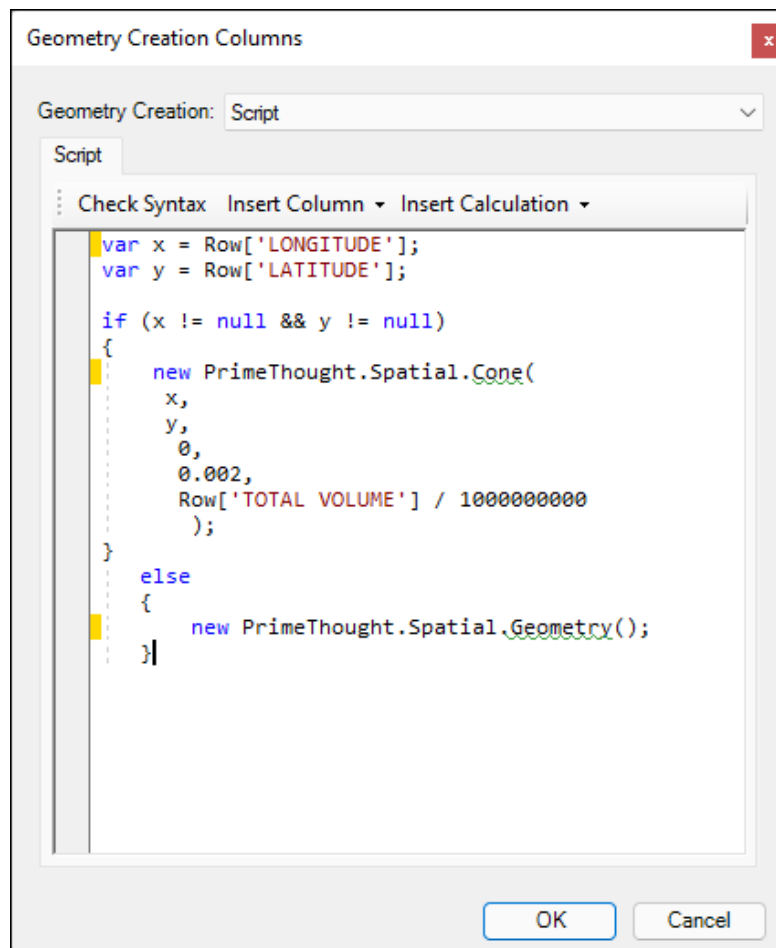 Geometry Creation Columns
x
Geometry Creation: Script
Script
Check Syntax Insert Column Insert Calculation
var x = Row['LONGITUDE'];
var y = Row['LATITUDE'];
if (x != null && y != null)
{
new PrimeThought.Spatial.Cone(
x,
y,
0,
0.002,
Row['TOTAL VOLUME'] / 1000000000
);
}
else
{
new PrimeThought.Spatial.Geometry();
}
OK Cancel